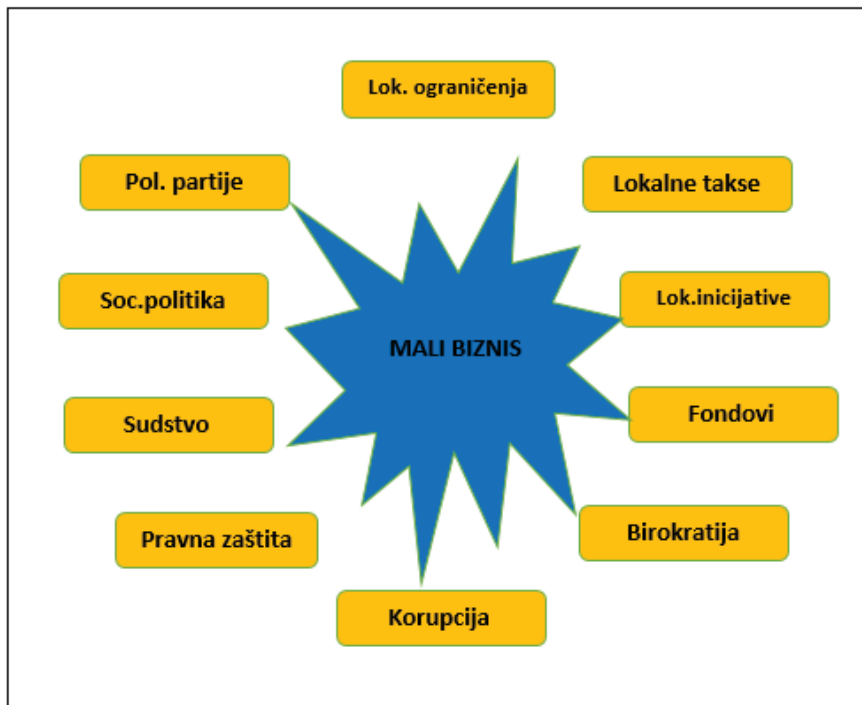 Lok. ograničenja
Pol. partije
Lokalne takse
Soc.politika
Lok.inicijative
MALI BIZNIS
Sudstvo
Fondovi
Pravna zaštita
Birokratija
Korupcija